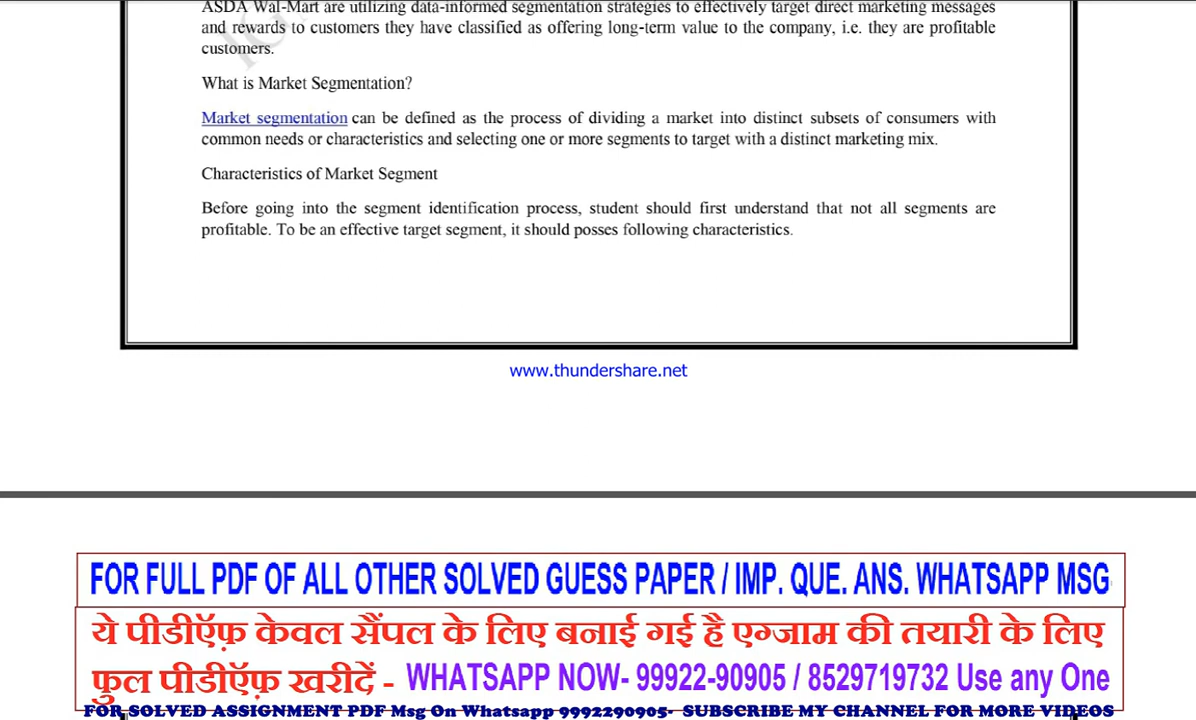 ASDA Wal-Mart are utilizing data-informed segmentation strategies to effectively target direct marketing messages
and rewards to customers they have classified as offering long-term value to the company, i.e. they are profitable
customers.
What is Market Segmentation?
Market segmentation can be defined as the process of dividing a market into distinct subsets of consumers with
common needs or characteristics and selecting one or more segments to target with a distinct marketing mix.
Characteristics of Market Segment
Before going into the segment identification process, student should first understand that not all segments are
profitable. To be an effective target segment, it should posses following characteristics.
www.thundershare.net
FOR FULL PDF OF ALL OTHER SOLVED GUESS PAPER / IMP. QUE. ANS. WHATSAPP MSG
ये पीडीऍफ़ केवल सैंपल के लिए बनाई गई है एग्जाम की तयारी के लिए
फुल पीडीऍफ़ खरीदें - WHATSAPP NOW- 99922-90905 / 8529719732 Use any One
FOR SOLVED ASSIGNMENT PDF Msg On Whatsapp 9992290905- SUBSCRIBE MY CHANNEL FOR MORE VIDEOS